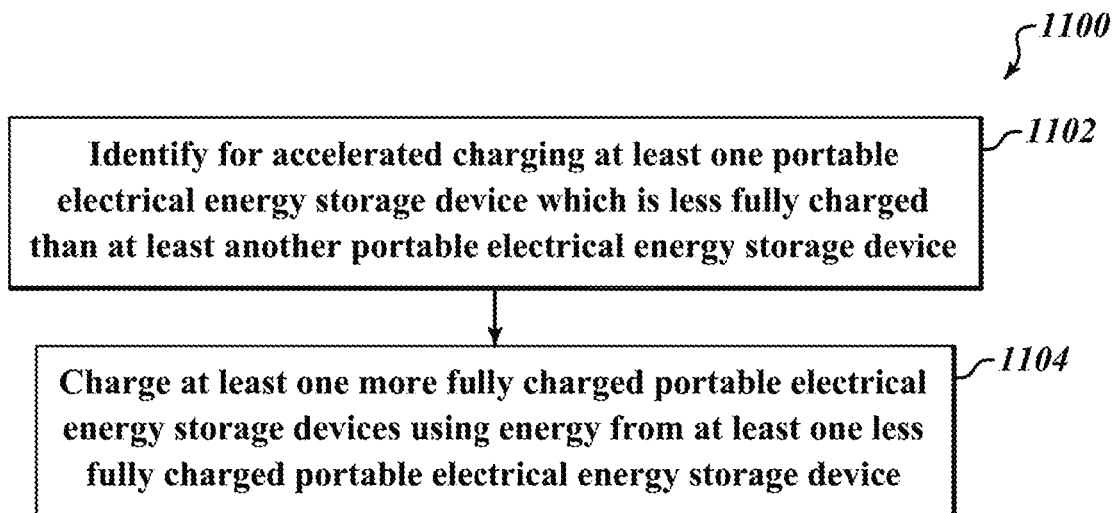 1100
1102
Identify for accelerated charging at least one portable
electrical energy storage device which is less fully charged
than at least another portable electrical energy storage device
1104
Charge at least one more fully charged portable electrical
energy storage devices using energy from at least one less
fully charged portable electrical energy storage device